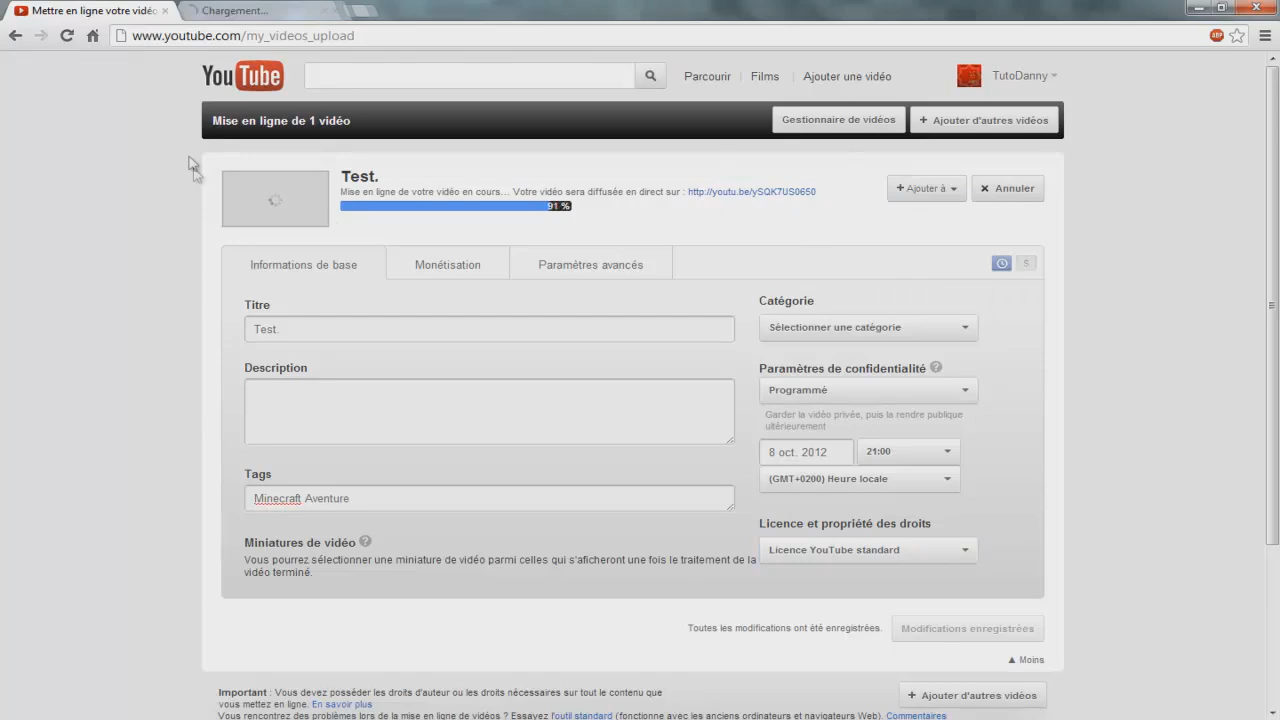 Mettre en ligne votre vidéo
Chargement...
www.youtube.com/my_videos_upload
ABP
YouTube
Parcourir
Films
Ajouter une vidéo
TutoDanny
Mise en ligne de 1 vidéo
Gestionnaire de vidéos
+ Ajouter d'autres vidéos
Test.
Mise en ligne de votre vidéo en cours... Votre vidéo sera diffusée en direct sur : http://youtu.be/ySQK7US0650
91 %
+ Ajouter à
Annuler
Informations de base
Monétisation
Paramètres avancés
S
Titre
Test.
Description
Tags
Minecraft Aventure
Miniatures de vidéo ?
Vous pourrez sélectionner une miniature de vidéo parmi celles qui s'aficheront une fois le traitement de la
vidéo terminé.
Catégorie
Sélectionner une catégorie
Paramètres de confidentialité ?
Programmé
Garder la vidéo privée, puis la rendre publique
ultérieurement
8 oct. 2012
21:00
(GMT+0200) Heure locale
Licence et propriété des droits
Licence YouTube standard
Toutes les modifications ont été enregistrées.
Modifications enregistrées
▲ Moins
Important : Vous devez posséder les droits d'auteur ou les droits nécessaires sur tout le contenu que
vous mettez en ligne. En savoir plus
+ Ajouter d'autres vidéos
Vous rencontrez des problèmes lors de la mise en ligne de vidéos ? Essayez l'outil standard (fonctionne avec les anciens ordinateurs et navigateurs Web). Commentaires